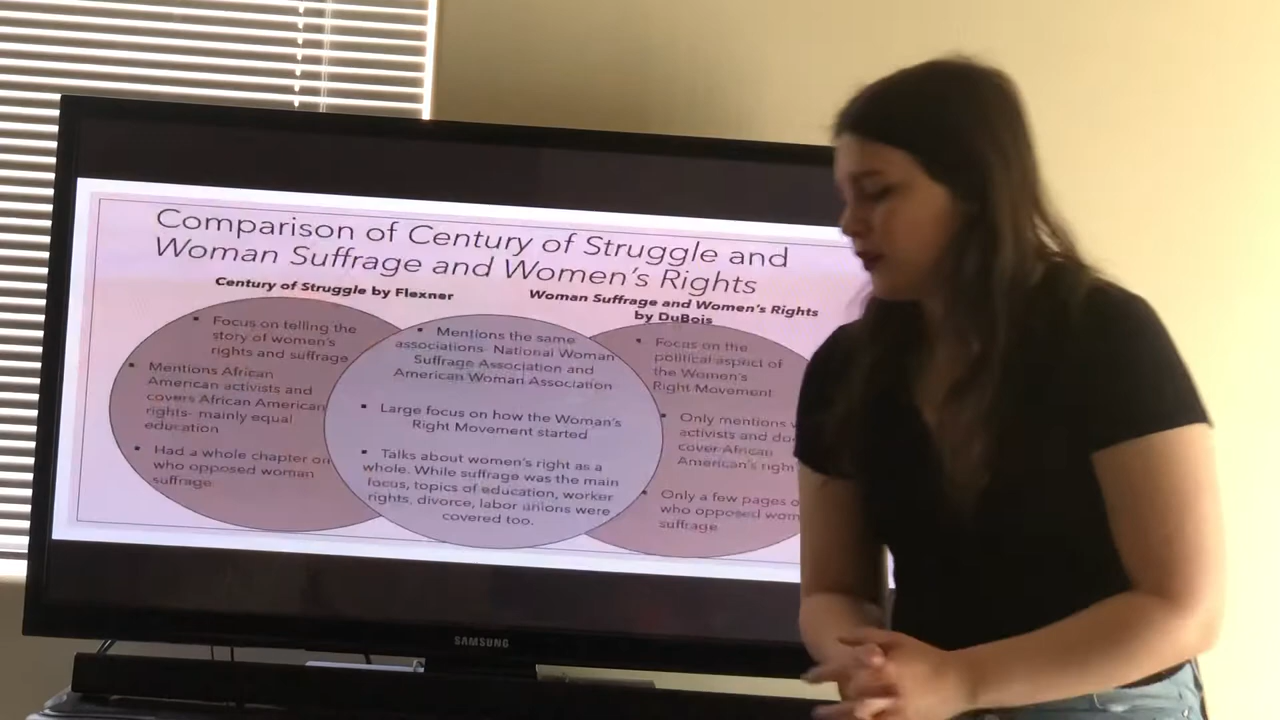 Comparison of Century of Struggle and
Woman Suffrage and Women's Rights
Century of Struggle by Flexner
▪ Focus on telling the
story of women's
rights and suffrage
▪ Mentions African
American activists and
covers African American
rights- mainly equal
education
▪ Had a whole chapter on
who opposed woman
suffrage
▪ Mentions the same
associations- National Woman
Suffrage Association and
American Woman Association
▪ Large focus on how the Woman's
Right Movement started
▪ Talks about women's right as a
whole. While suffrage was the main
focus, topics of education, worker
rights, divorce, labor unions were
covered too.
Woman Suffrage and Women's Rights
by DuBois
▪ Focus on the
political aspect of
the Women's
Right Movement
▪ Only mentions
activists and
cover African
American's right
▪ Only a few pages
who opposed
suffrage
SAMSUNG